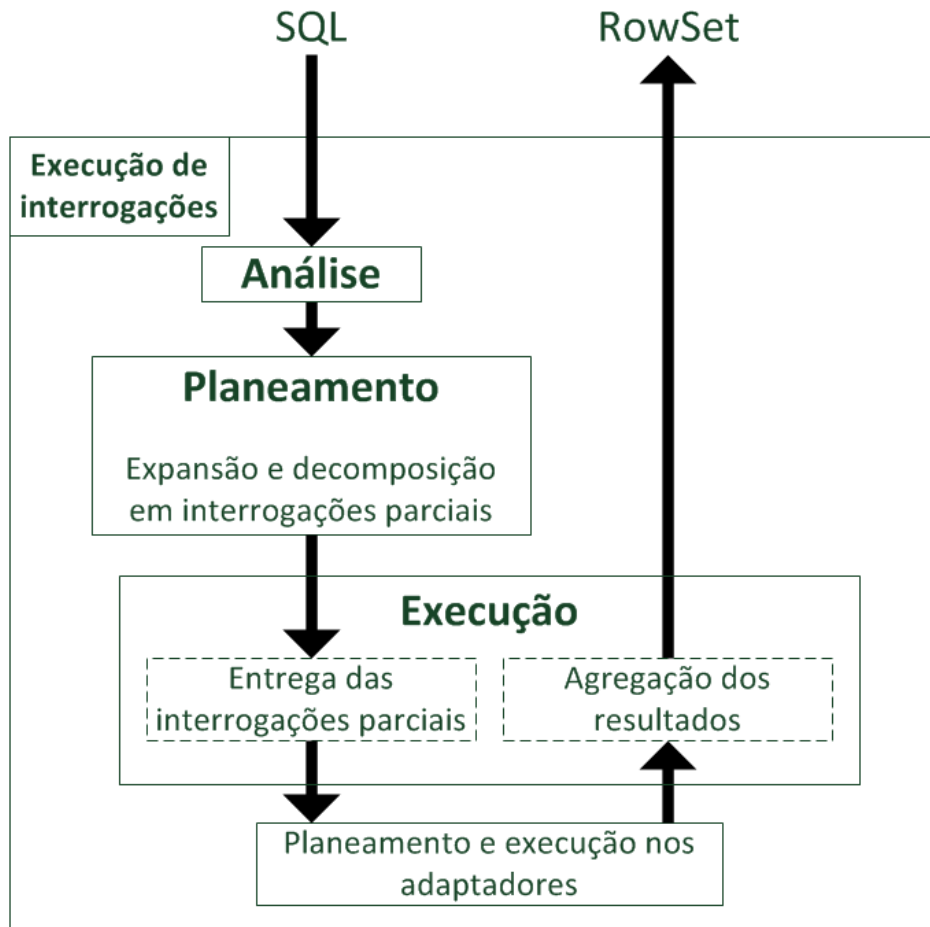 SQL
RowSet
Execução de
interrogações
Análise
Planeamento
Expansão e decomposição
em interrogações parciais
Execução
Entrega das
interrogações parciais
Agregação dos
resultados
Planeamento e execução nos
adaptadores